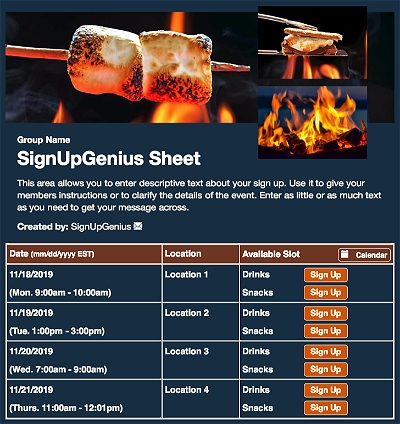 Group Name
SignUpGenius Sheet
This area allows you to enter descriptive text about your sign up. Use it to give your
members instructions or to clarify the details of the event. Enter as little or as much text
as you need to get your message across.
Created by: SignUpGenius
Date (mm/dd/yyyy EST) Location Available Slot Calendar
11/18/2019 Location 1 Drinks Sign Up
(Mon. 9:00am - 10:00am) Snacks Sign Up
11/19/2019 Location 2 Drinks Sign Up
(Tue. 1:00pm - 3:00pm) Snacks Sign Up
11/20/2019 Location 3 Drinks Sign Up
(Wed. 7:00am - 9:00am) Snacks Sign Up
11/21/2019 Location 4 Drinks Sign Up
(Thurs. 11:00am - 12:01pm) Snacks Sign Up